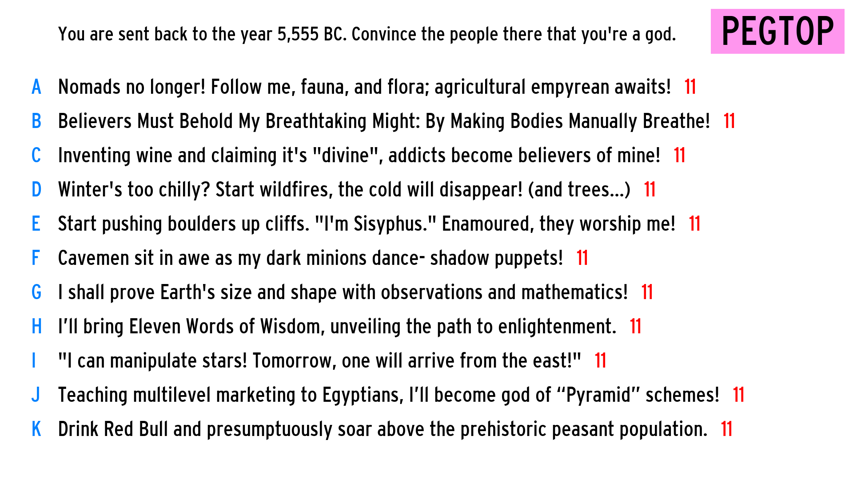 You are sent back to the year 5,555 BC. Convince the people there that you're a god.
PEGTOP
A Nomads no longer! Follow me, fauna, and flora; agricultural empyrean awaits! 11
B Believers Must Behold My Breathtaking Might: By Making Bodies Manually Breathe! 11
C Inventing wine and claiming it's "divine", addicts become believers of mine! 11
D Winter's too chilly? Start wildfires, the cold will disappear! (and trees...) 11
E Start pushing boulders up cliffs. "I'm Sisyphus." Enamoured, they worship me! 11
F Cavemen sit in awe as my dark minions dance- shadow puppets! 11
G I shall prove Earth's size and shape with observations and mathematics! 11
H I’ll bring Eleven Words of Wisdom, unveiling the path to enlightenment. 11
I "I can manipulate stars! Tomorrow, one will arrive from the east!" 11
J Teaching multilevel marketing to Egyptians, I’ll become god of “Pyramid” schemes! 11
K Drink Red Bull and presumptuously soar above the prehistoric peasant population. 11